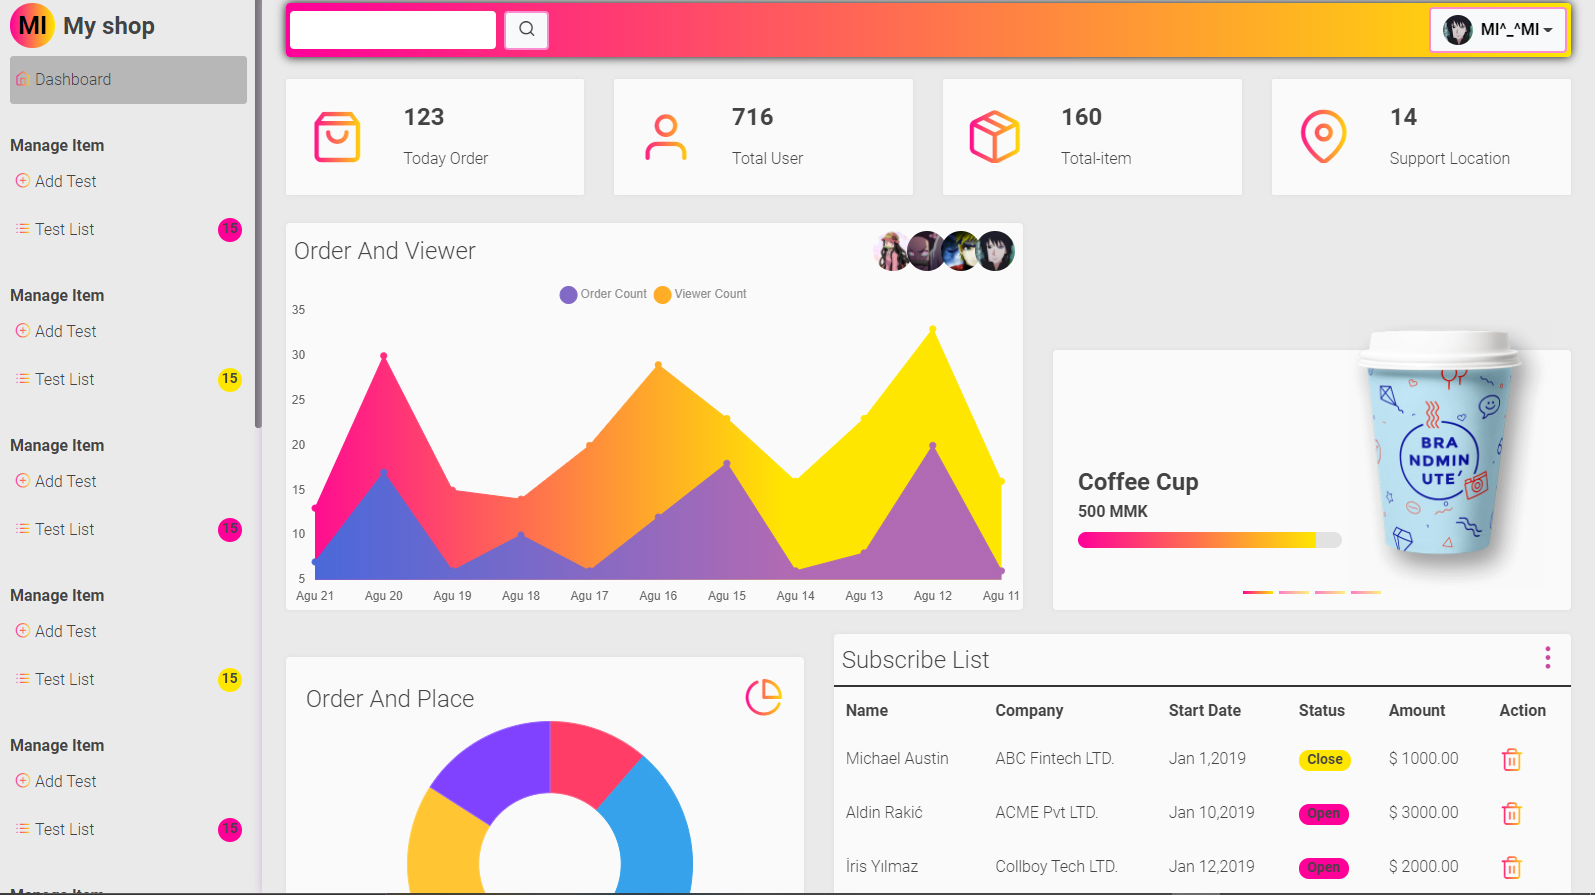 MI My shop
Dashboard
Manage Item
Add Test
Test List 15
Manage Item
Add Test
Test List 15
Manage Item
Add Test
Test List 15
Manage Item
Add Test
Test List 15
Manage Item
Add Test
Test List 15
Manage Item
MI^_^MI
123
Today Order
716
Total User
160
Total-item
14
Support Location
Order And Viewer
Order Count Viewer Count
35
30
25
20
15
10
5
Agu 21 Agu 20 Agu 19 Agu 18 Agu 17 Agu 16 Agu 15 Agu 14 Agu 13 Agu 12 Agu 11
Coffee Cup
500 MMK
BRA
NDMIN
UTE'
Order And Place
Subscribe List
Name Company Start Date Status Amount Action
Michael Austin ABC Fintech LTD. Jan 1,2019 Close $ 1000.00
Aldin Rakić ACME Pvt LTD. Jan 10,2019 Open $ 3000.00
İris Yılmaz Collboy Tech LTD. Jan 12,2019 Open $ 2000.00